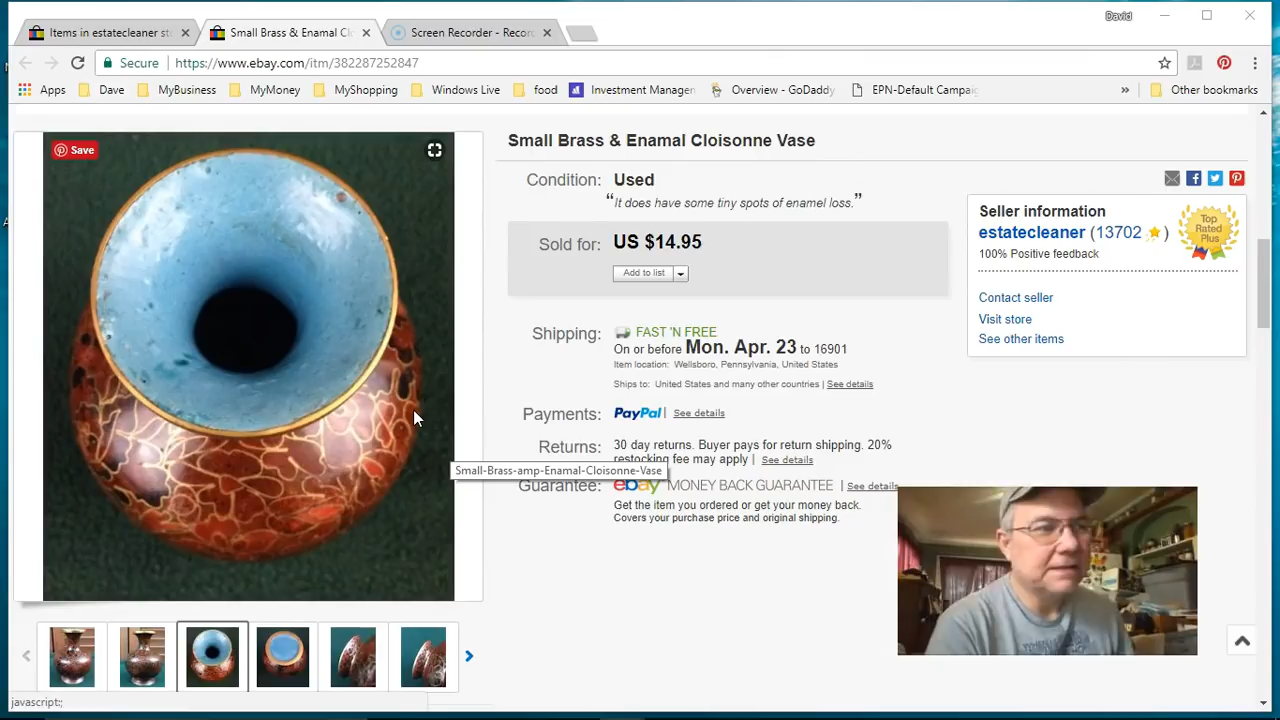 David
Items in estatecleaner st
Small Brass & Enamal Cl
Screen Recorder - Recor
Secure
https://www.ebay.com/itm/382287252847
Apps
Dave
MyBusiness
MyMoney
MyShopping
Windows Live
food
Investment Manager
Overview - GoDaddy
EPN-Default Campai
»
Other bookmarks
Save
Small Brass & Enamal Cloisonne Vase
Condition: Used
“It does have some tiny spots of enamel loss.”
Sold for: US $14.95
Add to list
Shipping: FAST 'N FREE
On or before Mon. Apr. 23 to 16901
Item location: Wellsboro, Pennsylvania, United States
Ships to: United States and many other countries | See details
Payments: PayPal | See details
Returns: 30 day returns. Buyer pays for return shipping. 20%
restocking fee may apply | See details
Small-Brass-amp-Enamal-Cloisonne-Vase
Guarantee: ebay MONEY BACK GUARANTEE | See details
Get the item you ordered or get your money back.
Covers your purchase price and original shipping.
Seller information
estatecleaner (13702 )
100% Positive feedback
Top
Rated
Plus
Contact seller
Visit store
See other items
javascript:;